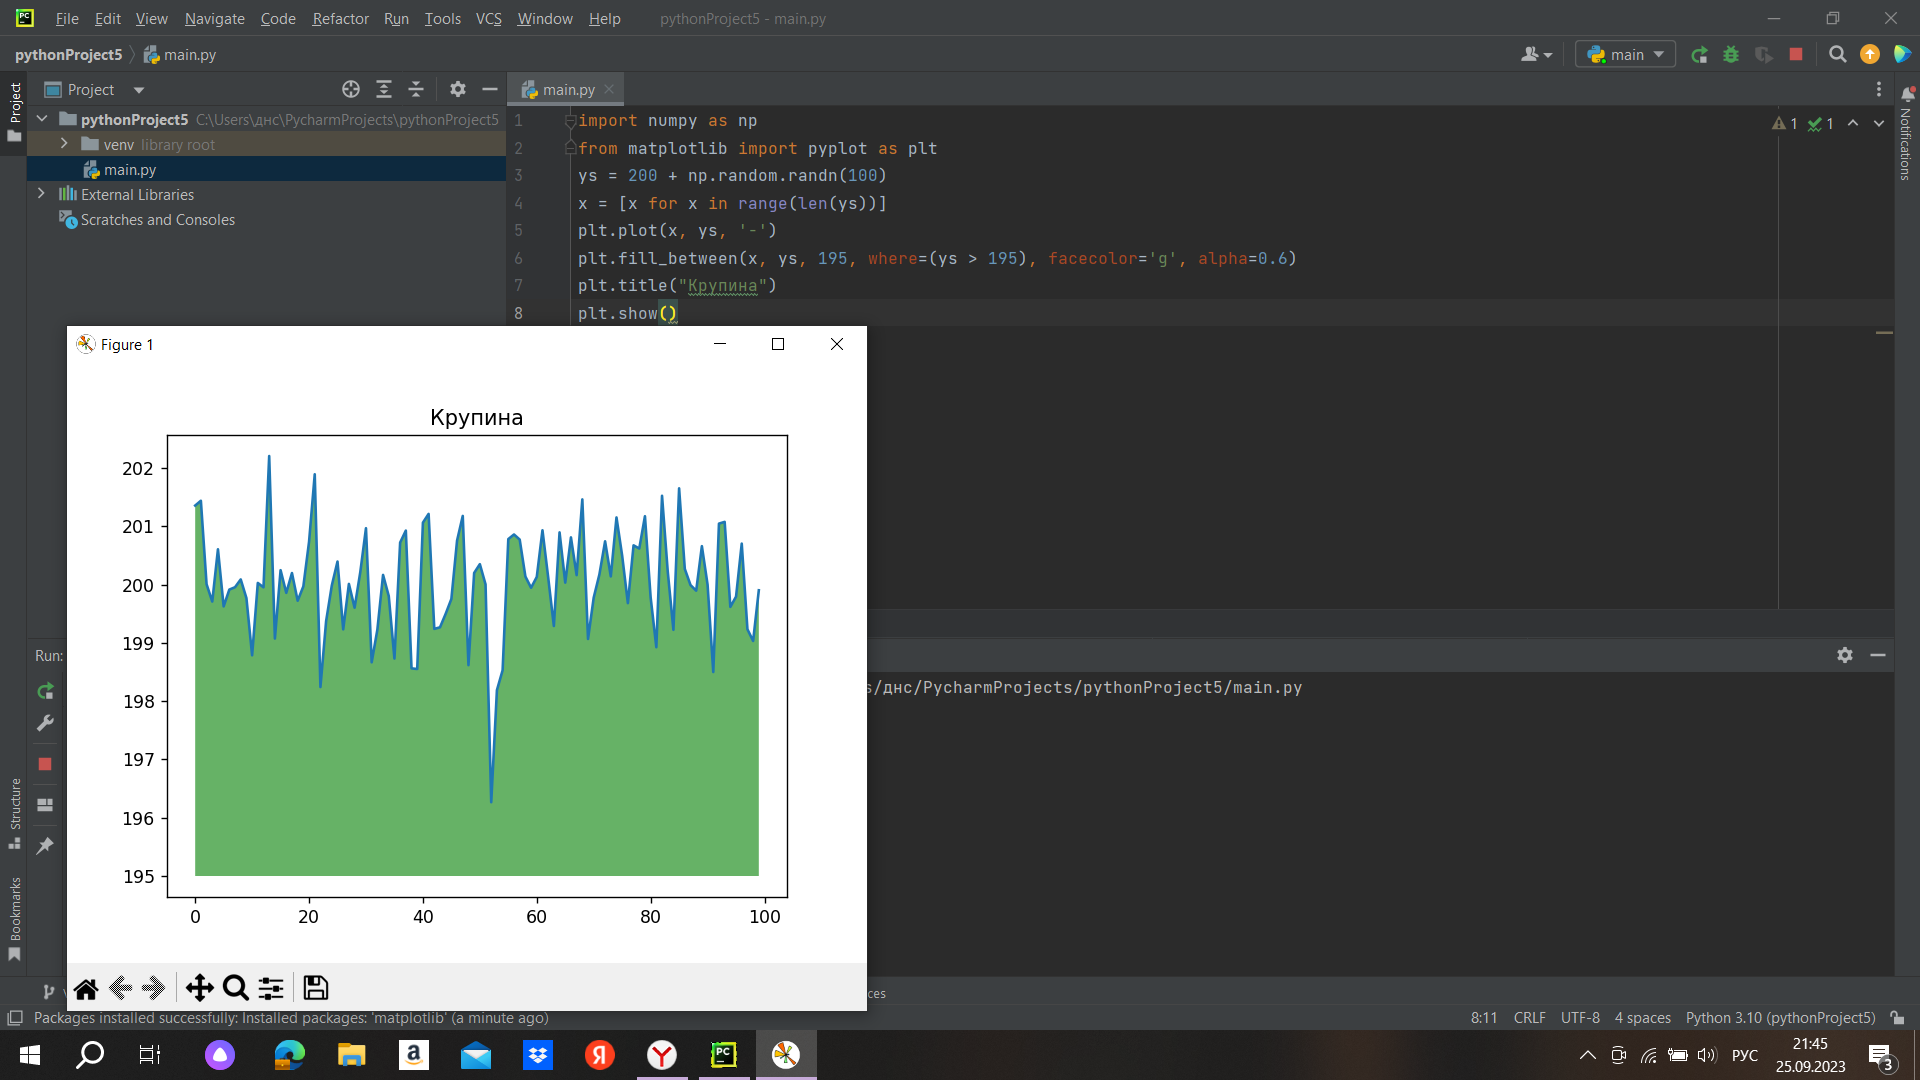 File Edit View Navigate Code Refactor Run Tools VCS Window Help pythonProject5 - main.py
pythonProject5 main.py
main
Project
Project
main.py
pythonProject5 C:\Users\днс\PycharmProjects\pythonProject5
venv library root
main.py
External Libraries
Scratches and Consoles
1 import numpy as np
2 from matplotlib import pyplot as plt
3 ys = 200 + np.random.randn(100)
4 x = [x for x in range(len(ys))]
5 plt.plot(x, ys, '-')
6 plt.fill_between(x, ys, 195, where=(ys > 195), facecolor='g', alpha=0.6)
7 plt.title("Крупина")
8 plt.show()
1 1
Notifications
Figure 1
Крупина
202
201
200
199
198
197
196
195
0 20 40 60 80 100
Run:
s/днс/PycharmProjects/pythonProject5/main.py
Structure
Bookmarks
ces
Packages installed successfully: Installed packages: 'matplotlib' (a minute ago)
8:11 CRLF UTF-8 4 spaces Python 3.10 (pythonProject5)
РУС
21:45
25.09.2023
3